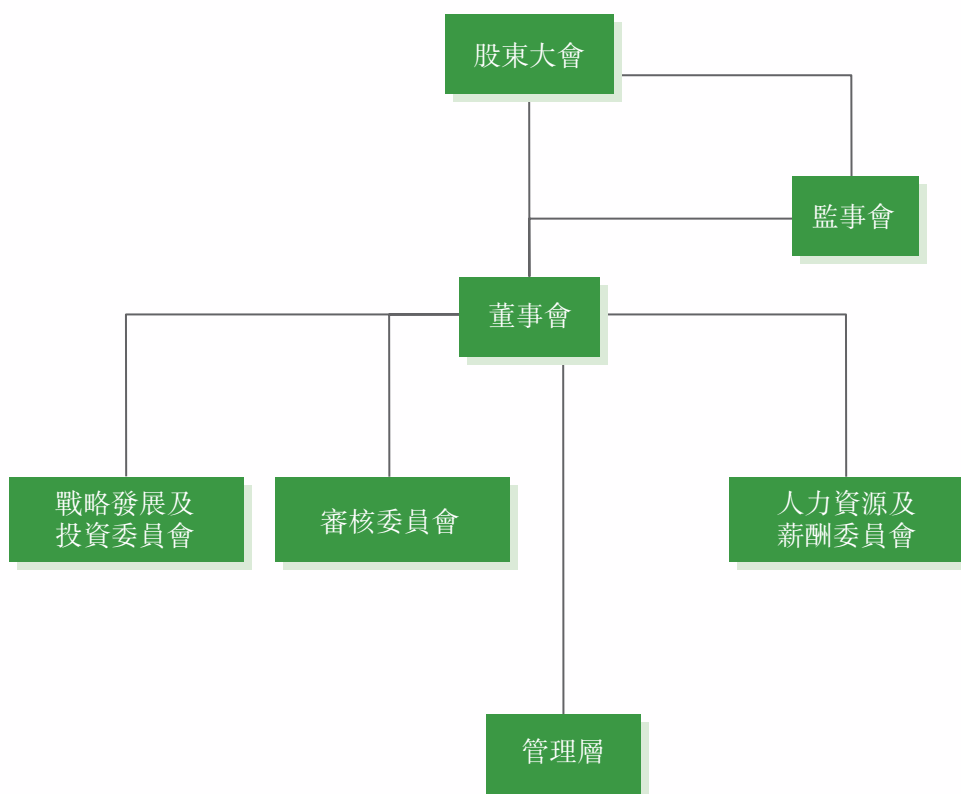 股東大會
監事會
董事會
戰略發展及
投資委員會
審核委員會
人力資源及
薪酬委員會
管理層